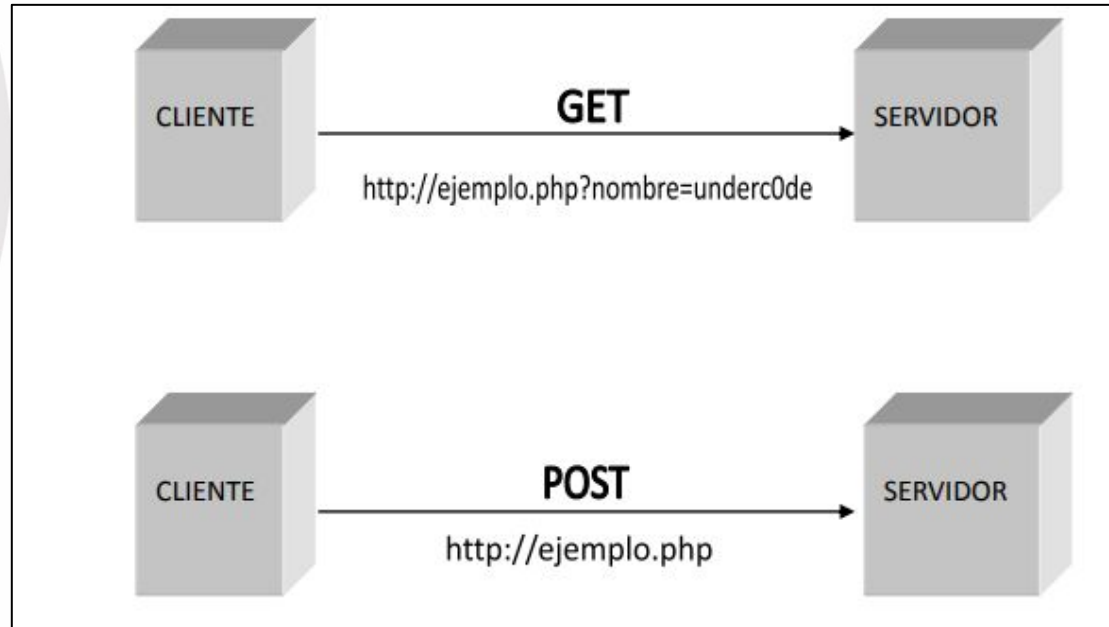 CLIENTE
GET
SERVIDOR
http://ejemplo.php?nombre=underc0de
CLIENTE
POST
SERVIDOR
http://ejemplo.php